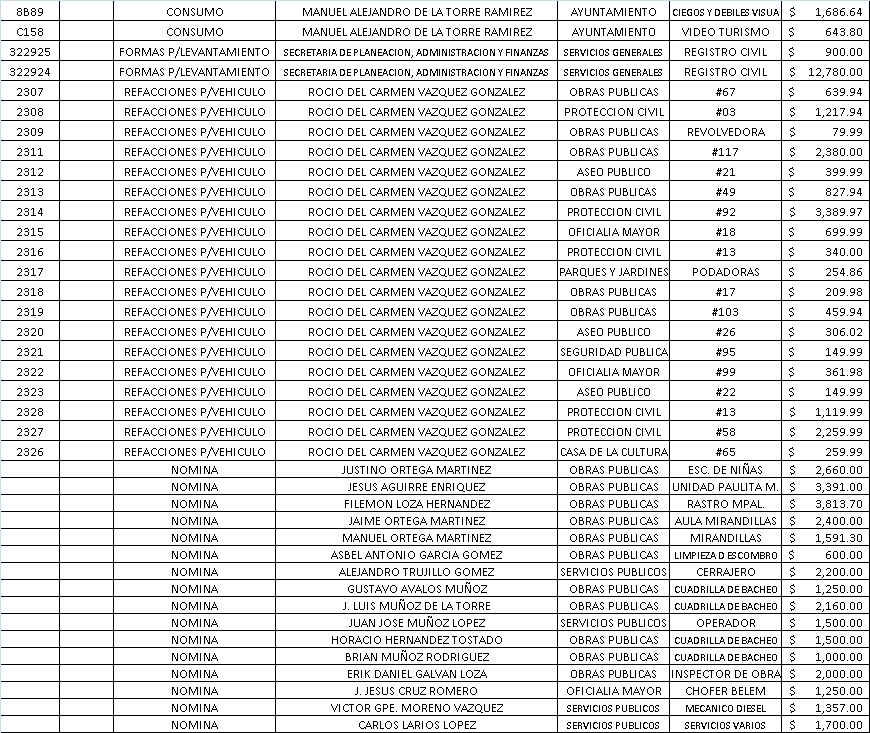 8B89 CONSUMO MANUEL ALEJANDRO DE LA TORRE RAMIREZ AYUNTAMIENTO CIEGOS Y DEBILES VISUA $ 1,686.64
C158 CONSUMO MANUEL ALEJANDRO DE LA TORRE RAMIREZ AYUNTAMIENTO VIDEO TURISMO $ 643.80
322925 FORMAS P/LEVANTAMIENTO SECRETARIA DE PLANEACION, ADMINISTRACION Y FINANZAS SERVICIOS GENERALES REGISTRO CIVIL $ 900.00
322924 FORMAS P/LEVANTAMIENTO SECRETARIA DE PLANEACION, ADMINISTRACION Y FINANZAS SERVICIOS GENERALES REGISTRO CIVIL $ 12,780.00
2307 REFACCIONES P/VEHICULO ROCIO DEL CARMEN VAZQUEZ GONZALEZ OBRAS PUBLICAS #67 $ 639.94
2308 REFACCIONES P/VEHICULO ROCIO DEL CARMEN VAZQUEZ GONZALEZ PROTECCION CIVIL #03 $ 1,217.94
2309 REFACCIONES P/VEHICULO ROCIO DEL CARMEN VAZQUEZ GONZALEZ OBRAS PUBLICAS REVOLVEDORA $ 79.99
2311 REFACCIONES P/VEHICULO ROCIO DEL CARMEN VAZQUEZ GONZALEZ OBRAS PUBLICAS #117 $ 2,380.00
2312 REFACCIONES P/VEHICULO ROCIO DEL CARMEN VAZQUEZ GONZALEZ ASEO PUBLICO #21 $ 399.99
2313 REFACCIONES P/VEHICULO ROCIO DEL CARMEN VAZQUEZ GONZALEZ OBRAS PUBLICAS #49 $ 827.94
2314 REFACCIONES P/VEHICULO ROCIO DEL CARMEN VAZQUEZ GONZALEZ PROTECCION CIVIL #92 $ 3,389.97
2315 REFACCIONES P/VEHICULO ROCIO DEL CARMEN VAZQUEZ GONZALEZ OFICIALIA MAYOR #18 $ 699.99
2316 REFACCIONES P/VEHICULO ROCIO DEL CARMEN VAZQUEZ GONZALEZ PROTECCION CIVIL #13 $ 340.00
2317 REFACCIONES P/VEHICULO ROCIO DEL CARMEN VAZQUEZ GONZALEZ PARQUES Y JARDINES PODADORAS $ 254.86
2318 REFACCIONES P/VEHICULO ROCIO DEL CARMEN VAZQUEZ GONZALEZ OBRAS PUBLICAS #17 $ 209.98
2319 REFACCIONES P/VEHICULO ROCIO DEL CARMEN VAZQUEZ GONZALEZ OBRAS PUBLICAS #103 $ 459.94
2320 REFACCIONES P/VEHICULO ROCIO DEL CARMEN VAZQUEZ GONZALEZ ASEO PUBLICO #26 $ 306.02
2321 REFACCIONES P/VEHICULO ROCIO DEL CARMEN VAZQUEZ GONZALEZ SEGURIDAD PUBLICA #95 $ 149.99
2322 REFACCIONES P/VEHICULO ROCIO DEL CARMEN VAZQUEZ GONZALEZ OFICIALIA MAYOR #99 $ 361.98
2323 REFACCIONES P/VEHICULO ROCIO DEL CARMEN VAZQUEZ GONZALEZ ASEO PUBLICO #22 $ 149.99
2328 REFACCIONES P/VEHICULO ROCIO DEL CARMEN VAZQUEZ GONZALEZ PROTECCION CIVIL #13 $ 1,119.99
2327 REFACCIONES P/VEHICULO ROCIO DEL CARMEN VAZQUEZ GONZALEZ PROTECCION CIVIL #58 $ 2,259.99
2326 REFACCIONES P/VEHICULO ROCIO DEL CARMEN VAZQUEZ GONZALEZ CASA DE LA CULTURA #65 $ 259.99
NOMINA JUSTINO ORTEGA MARTINEZ OBRAS PUBLICAS ESC. DE NIÑAS $ 2,660.00
NOMINA JESUS AGUIRRE ENRIQUEZ OBRAS PUBLICAS UNIDAD PAULITA M. $ 3,391.00
NOMINA FILEMON LOZA HERNANDEZ OBRAS PUBLICAS RASTRO MPAL. $ 3,813.70
NOMINA JAIME ORTEGA MARTINEZ OBRAS PUBLICAS AULA MIRANDILLAS $ 2,400.00
NOMINA MANUEL ORTEGA MARTINEZ OBRAS PUBLICAS MIRANDILLAS $ 1,591.30
NOMINA ASBEL ANTONIO GARCIA GOMEZ OBRAS PUBLICAS LIMPIEZA D ESCOMBRO $ 600.00
NOMINA ALEJANDRO TRUJILLO GOMEZ SERVICIOS PUBLICOS CERRAJERO $ 2,200.00
NOMINA GUSTAVO AVALOS MUÑOZ OBRAS PUBLICAS CUADRILLA DE BACHEO $ 1,250.00
NOMINA J. LUIS MUÑOZ DE LA TORRE OBRAS PUBLICAS CUADRILLA DE BACHEO $ 2,160.00
NOMINA JUAN JOSE MUÑOZ LOPEZ SERVICIOS PUBLICOS OPERADOR $ 1,500.00
NOMINA HORACIO HERNANDEZ TOSTADO OBRAS PUBLICAS CUADRILLA DE BACHEO $ 1,500.00
NOMINA BRIAN MUÑOZ RODRIGUEZ OBRAS PUBLICAS CUADRILLA DE BACHEO $ 1,000.00
NOMINA ERIK DANIEL GALVAN LOZA OBRAS PUBLICAS INSPECTOR DE OBRA $ 2,000.00
NOMINA J. JESUS CRUZ ROMERO OFICIALIA MAYOR CHOFER BELEM $ 1,250.00
NOMINA VICTOR GPE. MORENO VAZQUEZ SERVICIOS PUBLICOS MECANICO DIESEL $ 1,357.00
NOMINA CARLOS LARIOS LOPEZ SERVICIOS PUBLICOS SERVICIOS VARIOS $ 1,700.00